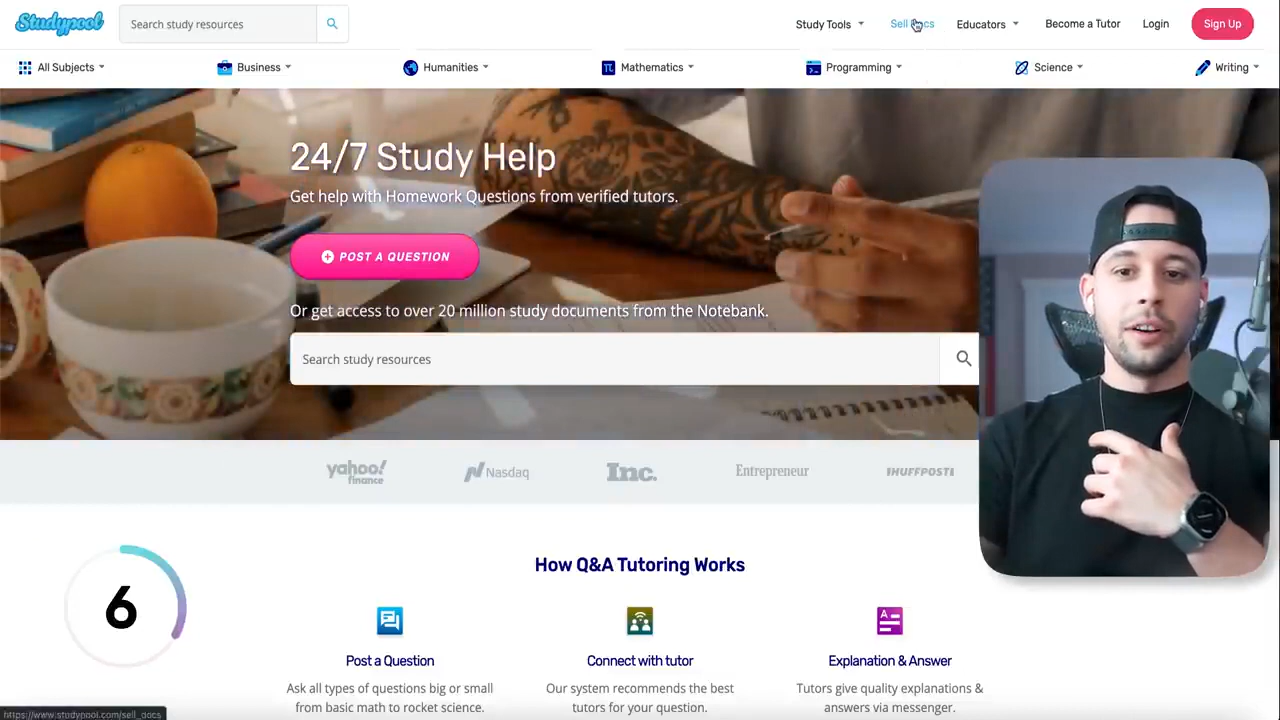 Studypool
Search study resources
Study Tools
Sell Docs
Educators
Become a Tutor
Login
Sign Up
All Subjects
Business
Humanities
π
Mathematics
Programming
Science
Writing
24/7 Study Help
Get help with Homework Questions from verified tutors.
POST A QUESTION
Or get access to over 20 million study documents from the Notebank.
Search study resources
yahoo!
finance
Nasdaq
Inc.
Entrepreneur
HUFFPOST
6
How Q&A Tutoring Works
A
Post a Question
Connect with tutor
Explanation & Answer
Ask all types of questions big or small
from basic math to rocket science.
Our system recommends the best
tutors for your question.
Tutors give quality explanations &
answers via messenger.
https://www.studypool.com/sell_docs